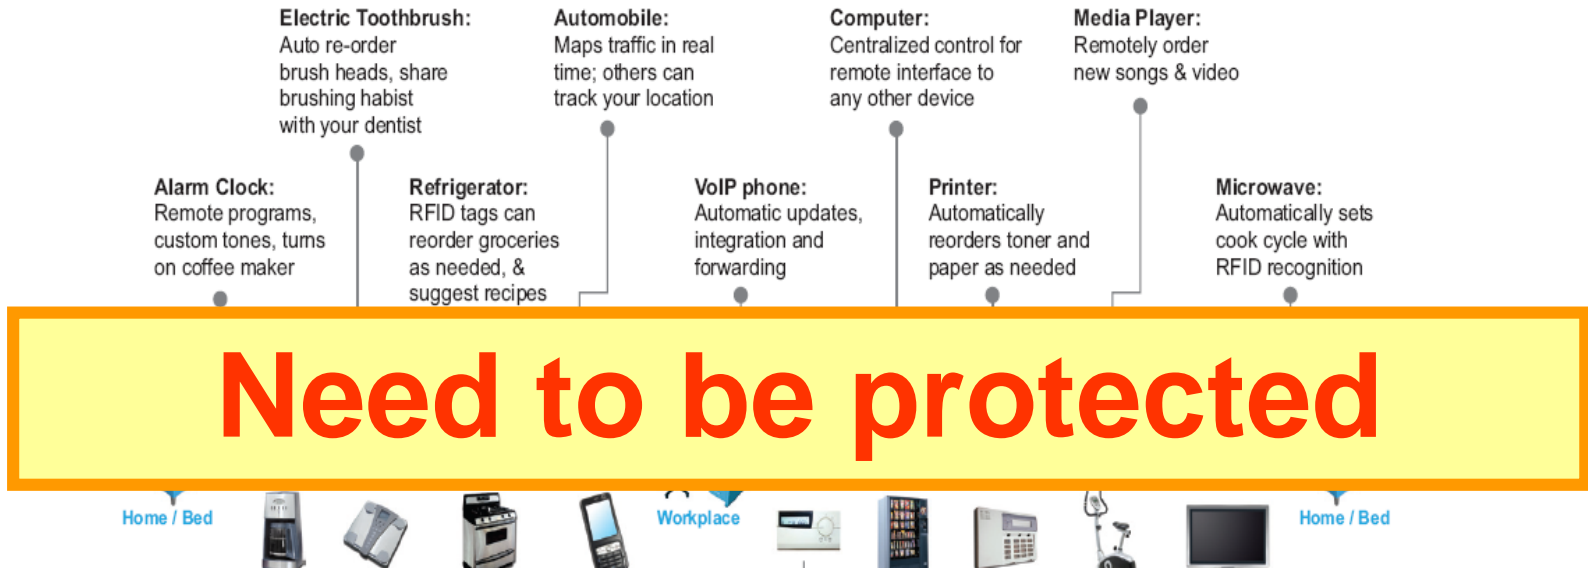 Electric Toothbrush:
Auto re-order
brush heads, share
brushing habist
with your dentist
Automobile:
Maps traffic in real
time; others can
track your location
Computer:
Centralized control for
remote interface to
any other device
Media Player:
Remotely order
new songs & video
Alarm Clock:
Remote programs,
custom tones, turns
on coffee maker
Refrigerator:
RFID tags can
reorder groceries
as needed, &
suggest recipes
VoIP phone:
Automatic updates,
integration and
forwarding
Printer:
Automatically
reorders toner and
paper as needed
Microwave:
Automatically sets
cook cycle with
RFID recognition
Need to be protected
Home / Bed
Workplace
Home / Bed